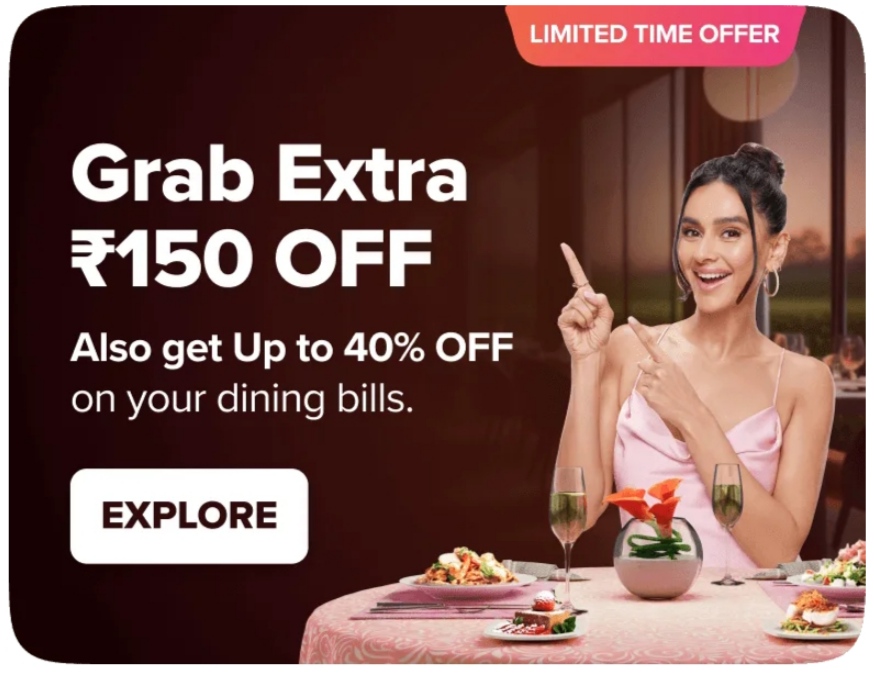 LIMITED TIME OFFER
Grab Extra
₹150 OFF
Also get Up to 40% OFF
on your dining bills.
EXPLORE